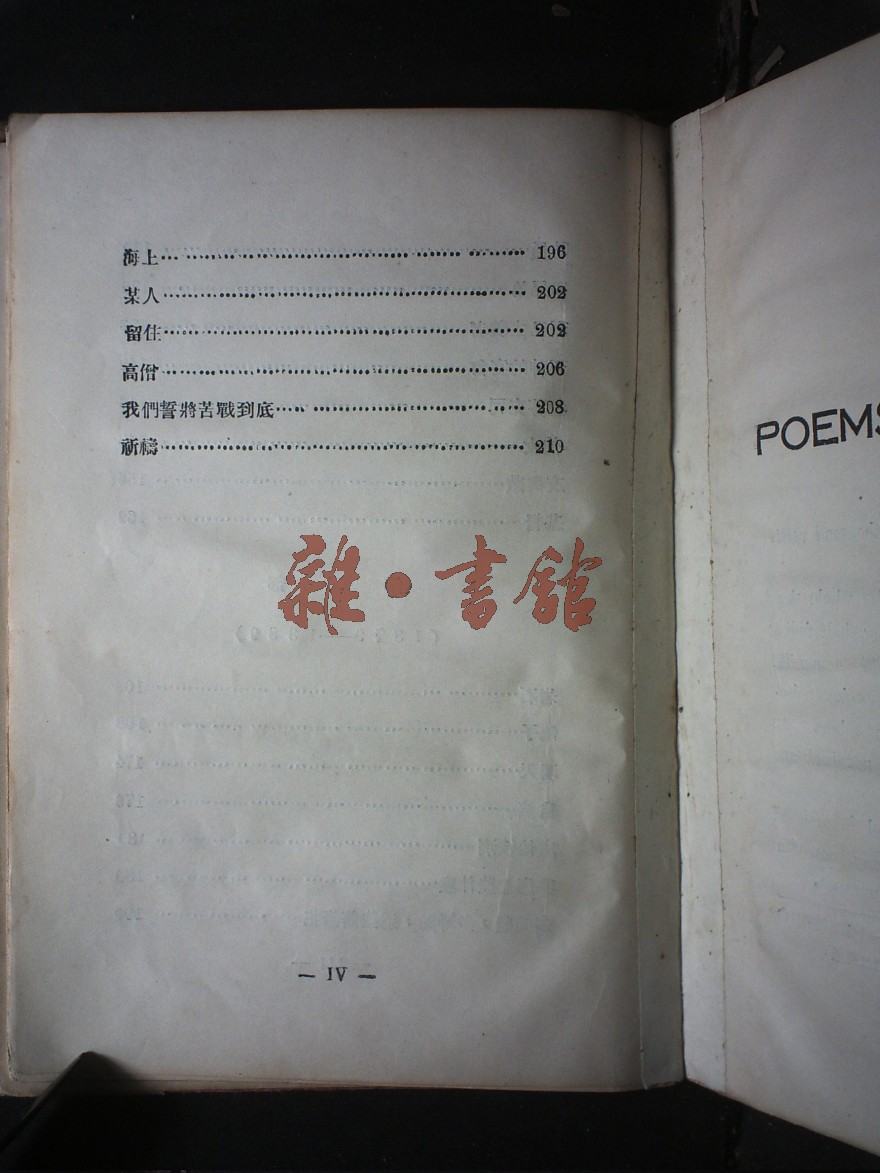 海上………………………………………… 196
某人………………………………………… 202
留住………………………………………… 202
高僧………………………………………… 206
我們誓將苦戰到底………………………… 208
祈禱………………………………………… 210
雜·書館
— IV —
POEMS